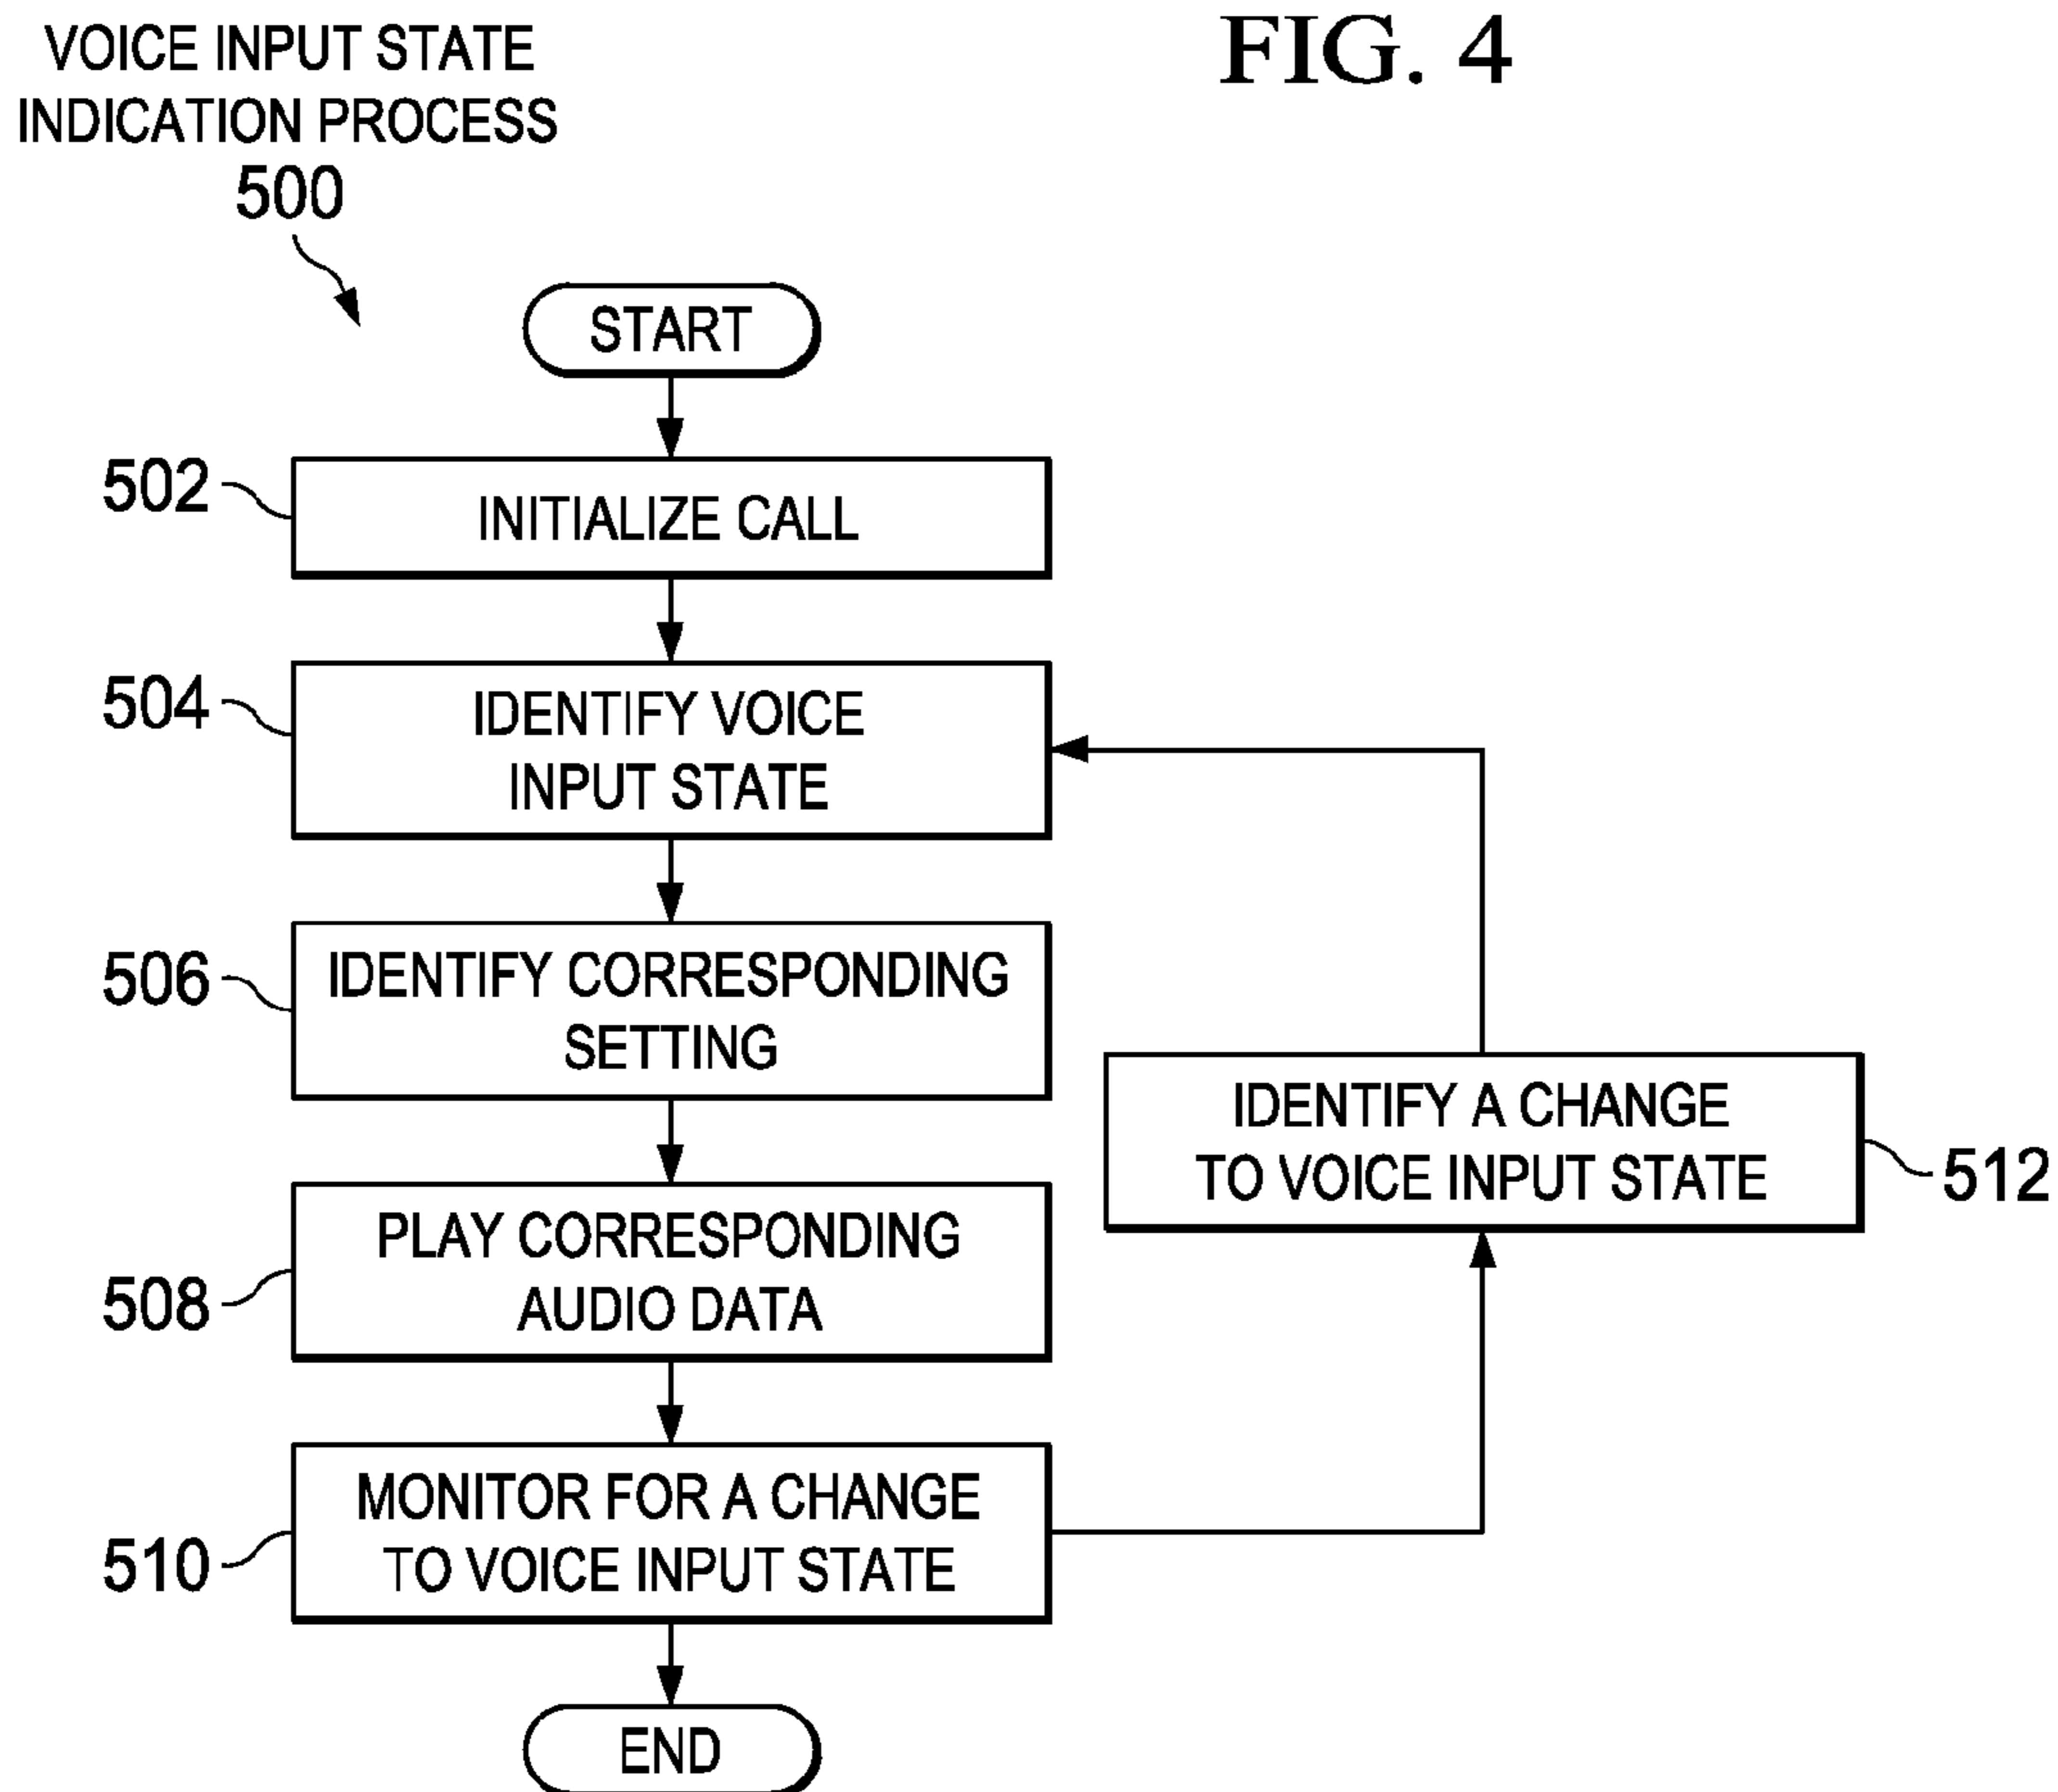 FIG. 4
VOICE INPUT STATE
INDICATION PROCESS
500
START
502
INITIALIZE CALL
504
IDENTIFY VOICE
INPUT STATE
506
IDENTIFY CORRESPONDING
SETTING
508
PLAY CORRESPONDING
AUDIO DATA
510
MONITOR FOR A CHANGE
TO VOICE INPUT STATE
IDENTIFY A CHANGE
TO VOICE INPUT STATE
512
END